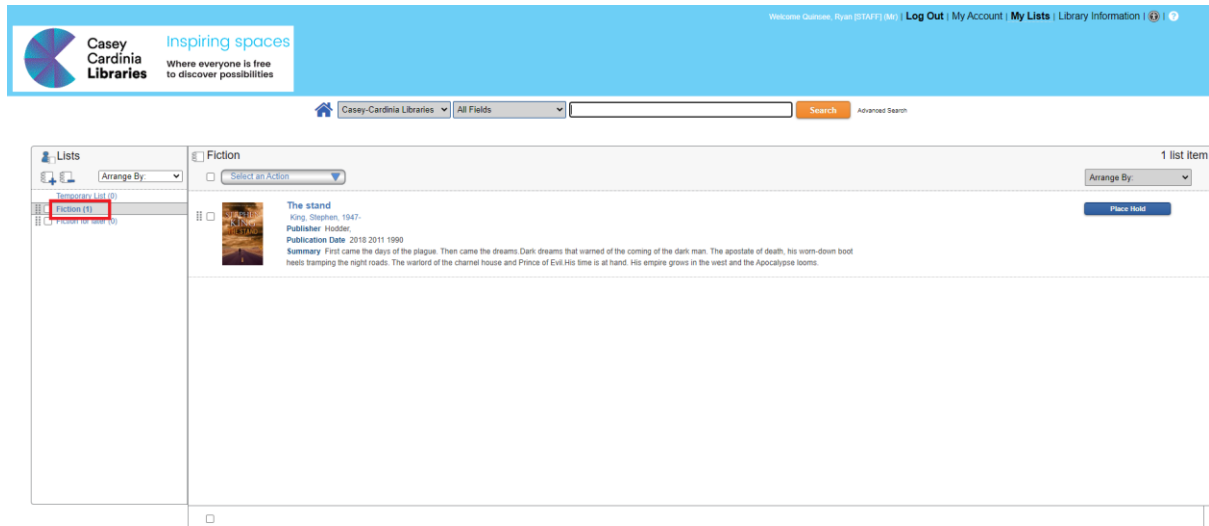 Welcome Quinsee, Ryan [STAFF] (Mr) | Log Out | My Account | My Lists | Library Information | | ?
Casey
Cardinia
Libraries
Inspiring spaces
Where everyone is free
to discover possibilities
Casey-Cardinia Libraries All Fields Search Advanced Search
Lists
Arrange By:
Temporary List (0)
Fiction (1)
Fiction for later (0)
Fiction
1 list item
Select an Action
Arrange By:
The stand
King, Stephen, 1947-
Publisher Hodder,
Publication Date 2018 2011 1990
Summary First came the days of the plague. Then came the dreams.Dark dreams that warned of the coming of the dark man. The apostate of death, his worn-down boot
heels tramping the night roads. The warlord of the charnel house and Prince of Evil.His time is at hand. His empire grows in the west and the Apocalypse looms.
Place Hold
KING